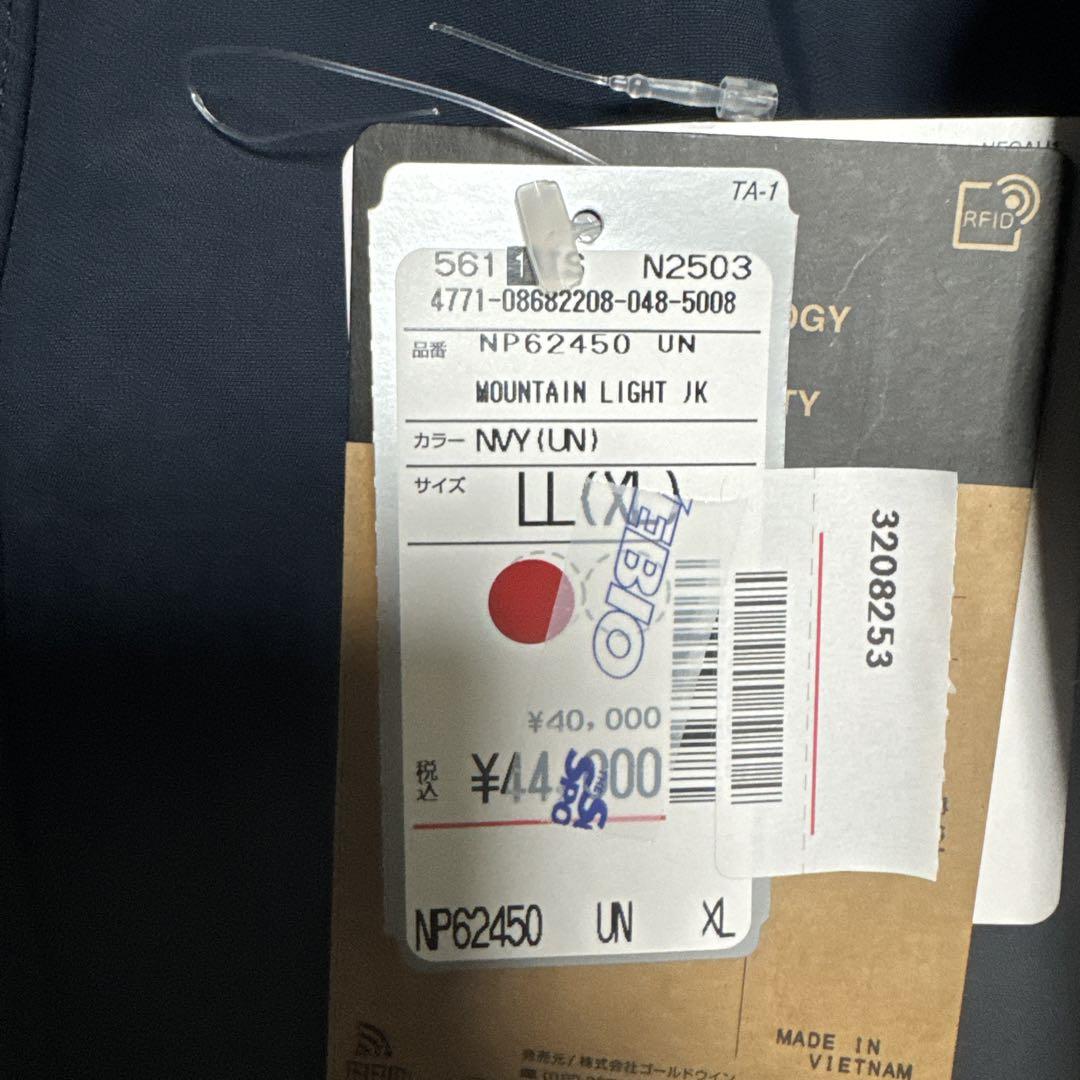 TA-1
RFID
561
N2503
4771-08682208-048-5008
OGY
品番 NP62450 UN
MOUNTAIN LIGHT JK
TY
カラー NVY(UN)
サイズ LL(XL)
EBIO
3208253
¥40,000
税込 ¥44,000
NP62450 UN XL
MADE IN
VIETNAM
発売元/株式会社ゴールドウイン